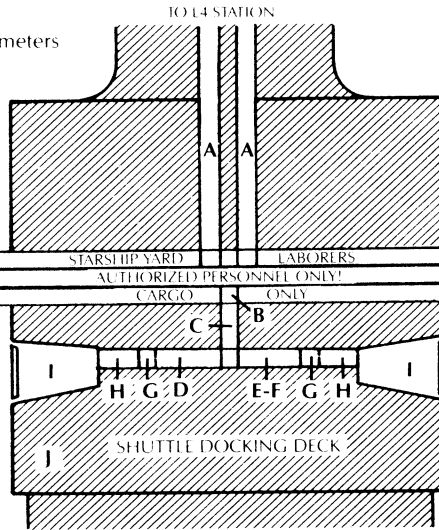 TO L4 STATION
meters
A A
STARSHIP YARD LABORERS
AUTHORIZED PERSONNEL ONLY!
CARGO ONLY
B
C
I H G D E-F G H I
J SHUTTLE DOCKING DECK